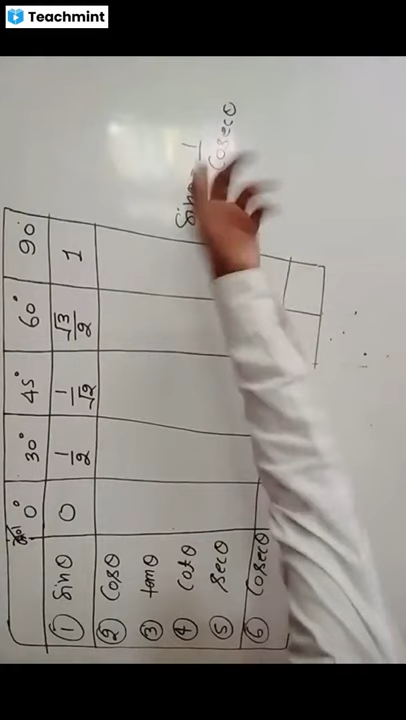 Teachmint
0° 30° 45° 60° 90°
① Sinθ 0 1/2 1/√2 √3/2 1
② Cosθ
③ tanθ
④ Cotθ
⑤ Secθ
⑥ Cosecθ
Sin 1/Cosecθ